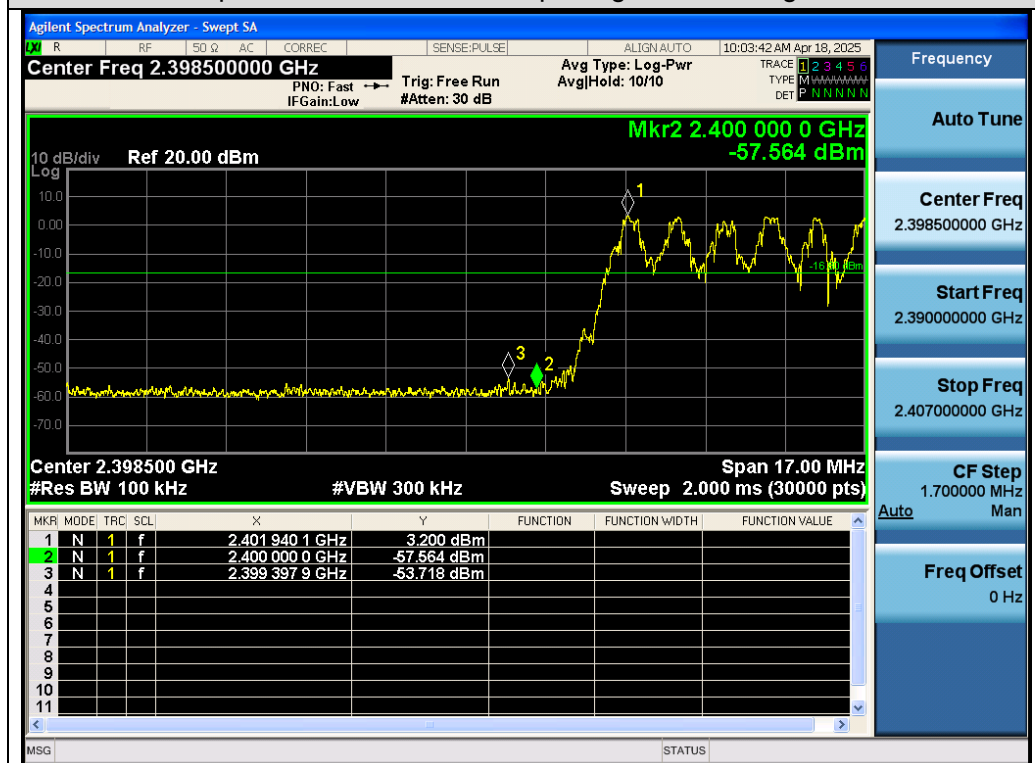 Agilent Spectrum Analyzer - Swept SA
LXI R RF 50 Ω AC CORREC SENSE:PULSE ALIGN AUTO 10:03:42 AM Apr 18, 2025
Center Freq 2.398500000 GHz
PNO: Fast
IFGain:Low
Trig: Free Run
#Atten: 30 dB
Avg Type: Log-Pwr
Avg|Hold: 10/10
TRACE 1 2 3 4 5 6
TYPE M
DET P N N N N N
Mkr2 2.400 000 0 GHz
-57.564 dBm
10 dB/div Ref 20.00 dBm
Log
10.0
0.00
-10.0
-20.0
-30.0
-40.0
-50.0
-60.0
-70.0
1
2
3
Center 2.398500 GHz Span 17.00 MHz
#Res BW 100 kHz #VBW 300 kHz Sweep 2.000 ms (30000 pts)
MKR MODE TRC SCL X Y FUNCTION FUNCTION WIDTH FUNCTION VALUE
1 N 1 f 2.401 940 1 GHz 3.200 dBm
2 N 1 f 2.400 000 0 GHz -57.564 dBm
3 N 1 f 2.399 397 9 GHz -53.718 dBm
4
5
6
7
8
9
10
11
MSG STATUS
Frequency
Auto Tune
Center Freq
2.398500000 GHz
Start Freq
2.390000000 GHz
Stop Freq
2.407000000 GHz
CF Step
1.700000 MHz
Auto Man
Freq Offset
0 Hz